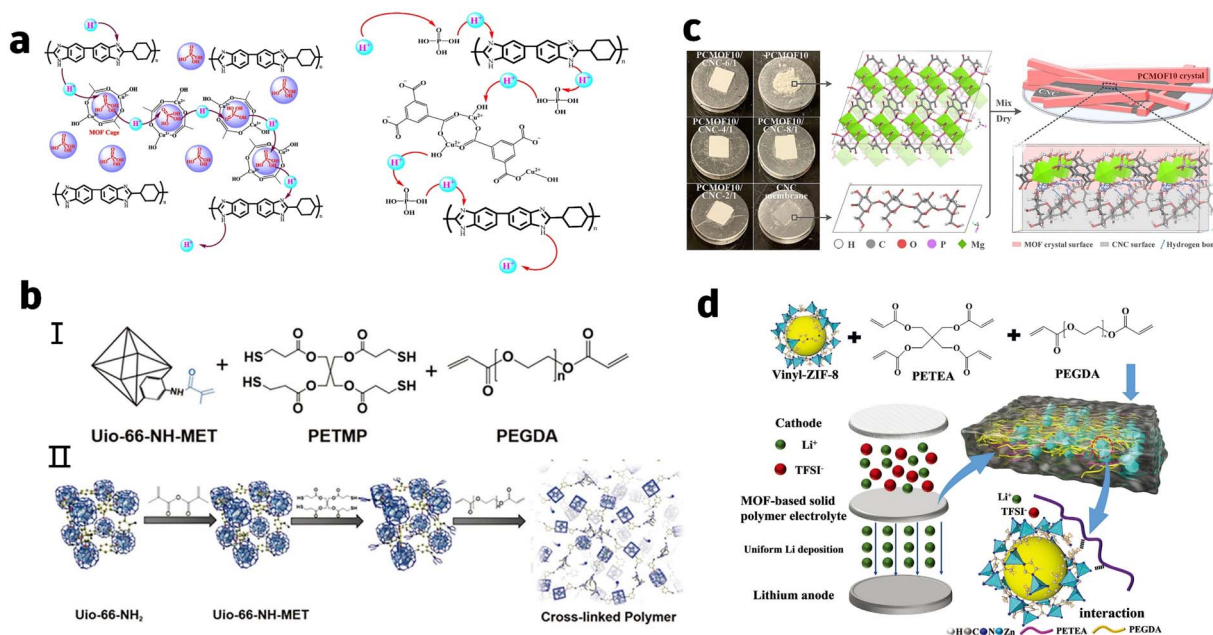 a
H⁺
H⁺
H⁺
H⁺
H⁺
H⁺
H⁺
MOF Cage
H⁺
H⁺
H⁺
H⁺
H⁺
H⁺
H⁺
H⁺
c
PCMOF10/
CNC-6/1
PCMOF10
PCMOF10/
CNC-4/1
PCMOF10/
CNC-8/1
PCMOF10/
CNC-2/1
CNC
membrane
Mix
Dry
PCMOF10 crystal
CNC
H C O P Mg
MOF crystal surface CNC surface Hydrogen bond
b
I
Uio-66-NH-MET
+
PETMP
+
PEGDA
II
Uio-66-NH₂
Uio-66-NH-MET
Cross-linked Polymer
d
Vinyl-ZIF-8
+
PETEA
+
PEGDA
Cathode
Li⁺
TFSI⁻
MOF-based solid
polymer electrolyte
Uniform Li deposition
Lithium anode
Li⁺
TFSI⁻
interaction
H C N Zn PETEA PEGDA